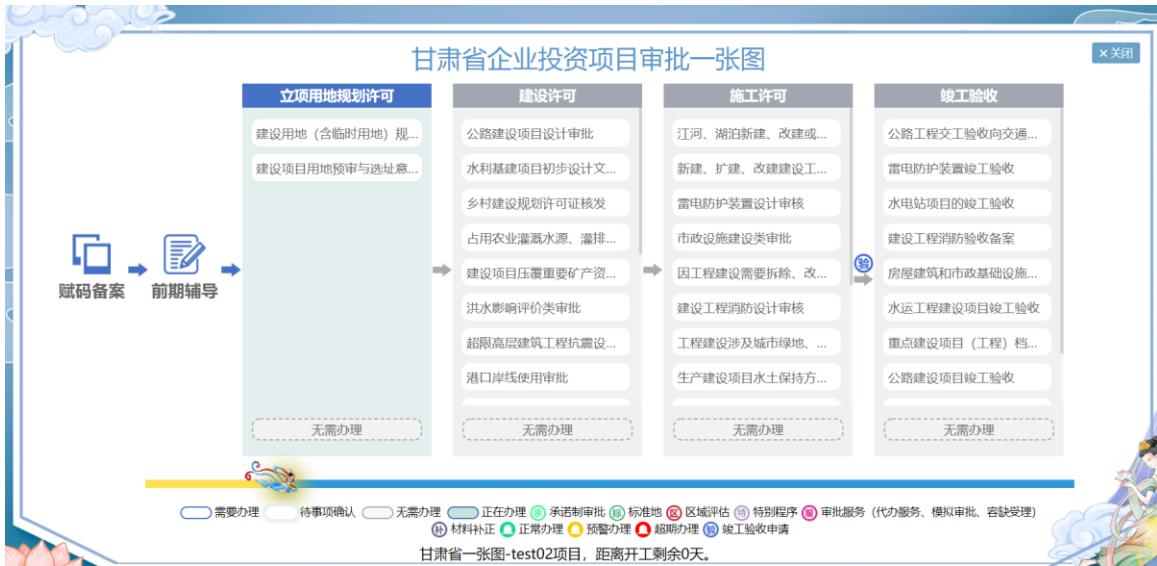 甘肃省企业投资项目审批一张图
×关闭
赋码备案
前期辅导
立项用地规划许可
建设用地（含临时用地）规...
建设项目用地预审与选址意...
无需办理
建设许可
公路建设项目设计审批
水利基建项目初步设计文...
乡村建设规划许可证核发
占用农业灌溉水源、灌排...
建设项目压覆重要矿产资...
洪水影响评价类审批
超限高层建筑工程抗震设...
港口岸线使用审批
无需办理
施工许可
江河、湖泊新建、改建或...
新建、扩建、改建建设工...
雷电防护装置设计审核
市政设施建设类审批
因工程建设需要拆除、改...
建设工程消防设计审核
工程建设涉及城市绿地、...
生产建设项目水土保持方...
无需办理
验
竣工验收
公路工程交工验收向交通...
雷电防护装置竣工验收
水电站项目的竣工验收
建设工程消防验收备案
房屋建筑和市政基础设施...
水运工程建设项目竣工验收
重点建设项目（工程）档...
公路建设项目竣工验收
无需办理
需要办理 待事项确认 无需办理 正在办理 承 承诺制审批 标 标准地 区 区域评估 特 特别程序 服 审批服务（代办服务、模拟审批、容缺受理）
补 材料补正 正常办理 预警办理 超期办理 验 竣工验收申请
甘肃省一张图-test02项目，距离开工剩余0天。